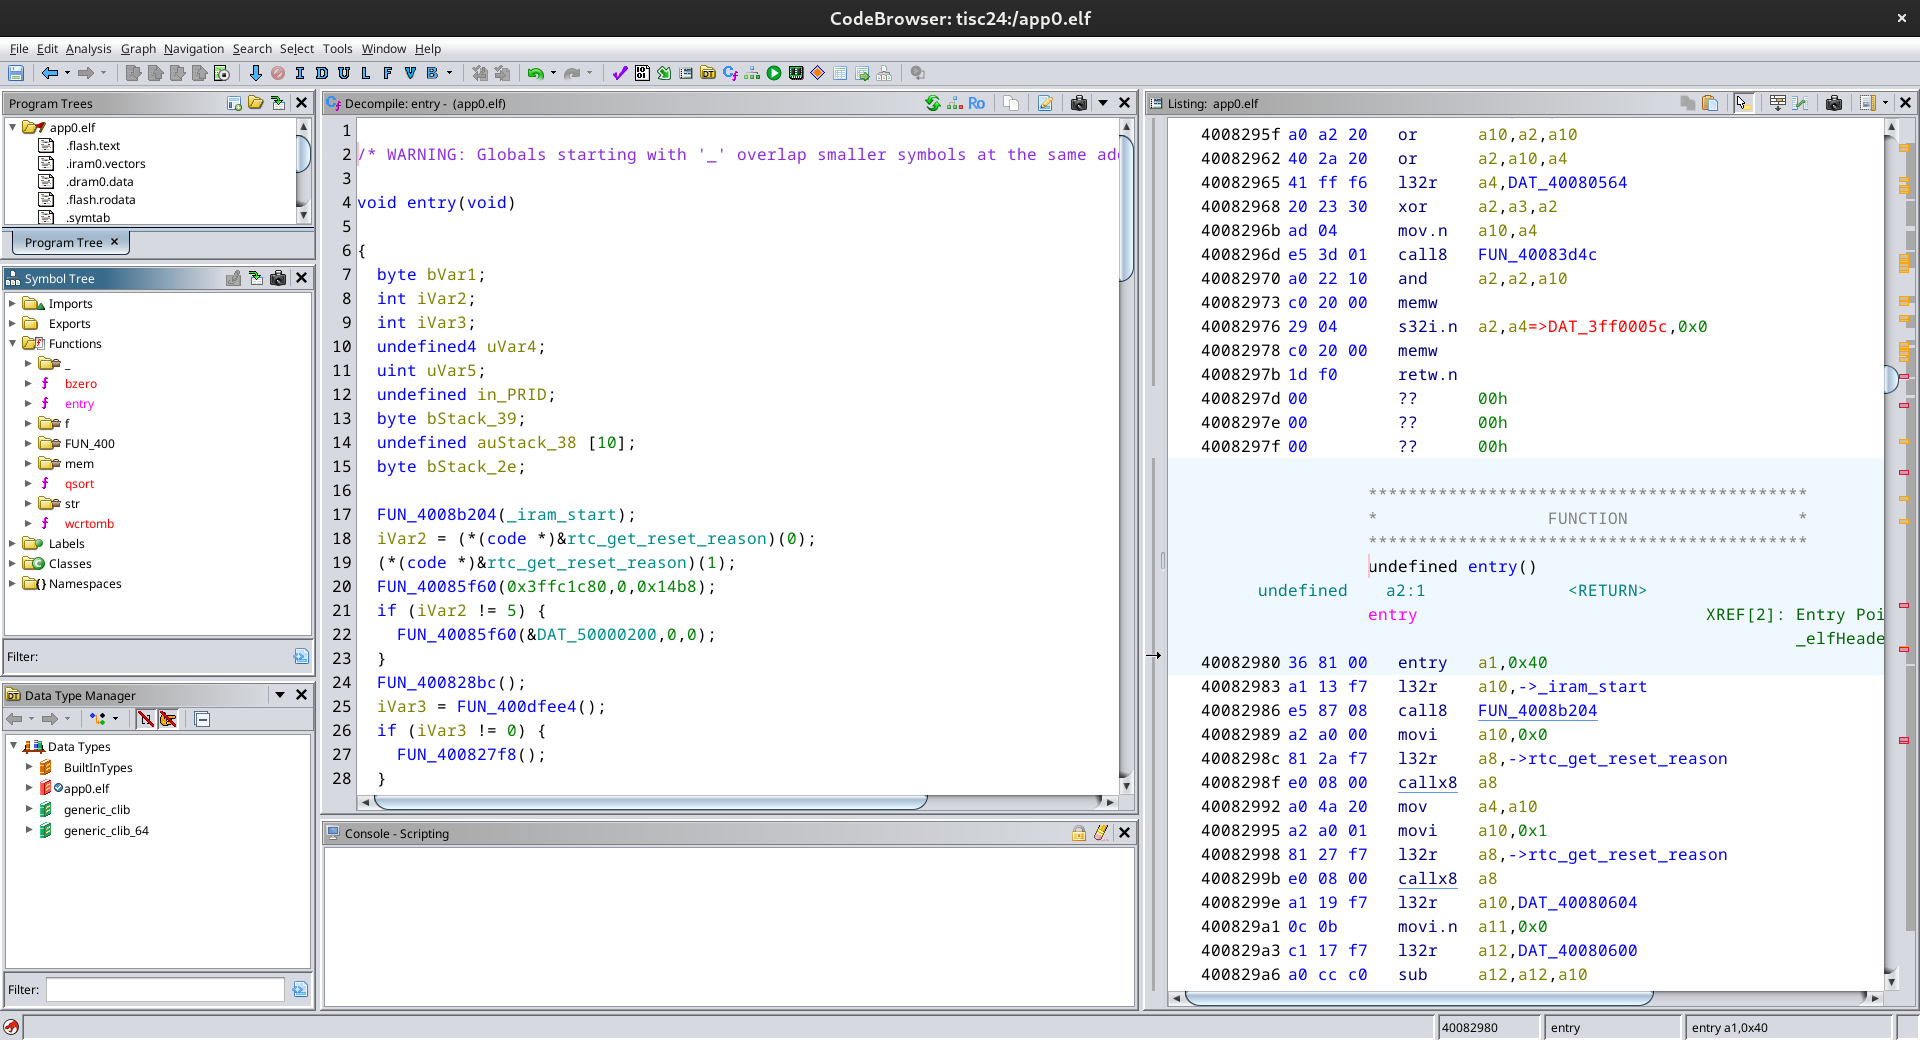 CodeBrowser: tisc24:/app0.elf
File Edit Analysis Graph Navigation Search Select Tools Window Help
I D U L F V B
Program Trees
app0.elf
.flash.text
.iram0.vectors
.dram0.data
.flash.rodata
.symtab
Program Tree
Symbol Tree
Imports
Exports
Functions
_
bzero
entry
f
FUN_400
mem
qsort
str
wcrtomb
Labels
Classes
Namespaces
Filter:
Data Type Manager
Data Types
BuiltInTypes
app0.elf
generic_clib
generic_clib_64
Filter:
Decompile: entry - (app0.elf)
Ro
1
2 /* WARNING: Globals starting with '_' overlap smaller symbols at the same ad
3
4 void entry(void)
5
6 {
7 byte bVar1;
8 int iVar2;
9 int iVar3;
10 undefined4 uVar4;
11 uint uVar5;
12 undefined in_PRID;
13 byte bStack_39;
14 undefined auStack_38 [10];
15 byte bStack_2e;
16
17 FUN_4008b204(_iram_start);
18 iVar2 = (*(code *)&rtc_get_reset_reason)(0);
19 (*(code *)&rtc_get_reset_reason)(1);
20 FUN_40085f60(0x3ffc1c80,0,0x14b8);
21 if (iVar2 != 5) {
22 FUN_40085f60(&DAT_50000200,0,0);
23 }
24 FUN_400828bc();
25 iVar3 = FUN_400dfee4();
26 if (iVar3 != 0) {
27 FUN_400827f8();
28 }
Console - Scripting
Listing: app0.elf
4008295f a0 a2 20 or a10,a2,a10
40082962 40 2a 20 or a2,a10,a4
40082965 41 ff f6 l32r a4,DAT_40080564
40082968 20 23 30 xor a2,a3,a2
4008296b ad 04 mov.n a10,a4
4008296d e5 3d 01 call8 FUN_40083d4c
40082970 a0 22 10 and a2,a2,a10
40082973 c0 20 00 memw
40082976 29 04 s32i.n a2,a4=>DAT_3ff0005c,0x0
40082978 c0 20 00 memw
4008297b 1d f0 retw.n
4008297d 00 ?? 00h
4008297e 00 ?? 00h
4008297f 00 ?? 00h
********************************************
* FUNCTION *
********************************************
undefined entry()
undefined a2:1 <RETURN>
entry XREF[2]: Entry Poi
_elfHeade
40082980 36 81 00 entry a1,0x40
40082983 a1 13 f7 l32r a10,->_iram_start
40082986 e5 87 08 call8 FUN_4008b204
40082989 a2 a0 00 movi a10,0x0
4008298c 81 2a f7 l32r a8,->rtc_get_reset_reason
4008298f e0 08 00 callx8 a8
40082992 a0 4a 20 mov a4,a10
40082995 a2 a0 01 movi a10,0x1
40082998 81 27 f7 l32r a8,->rtc_get_reset_reason
4008299b e0 08 00 callx8 a8
4008299e a1 19 f7 l32r a10,DAT_40080604
400829a1 0c 0b movi.n a11,0x0
400829a3 c1 17 f7 l32r a12,DAT_40080600
400829a6 a0 cc c0 sub a12,a12,a10
40082980 entry entry a1,0x40